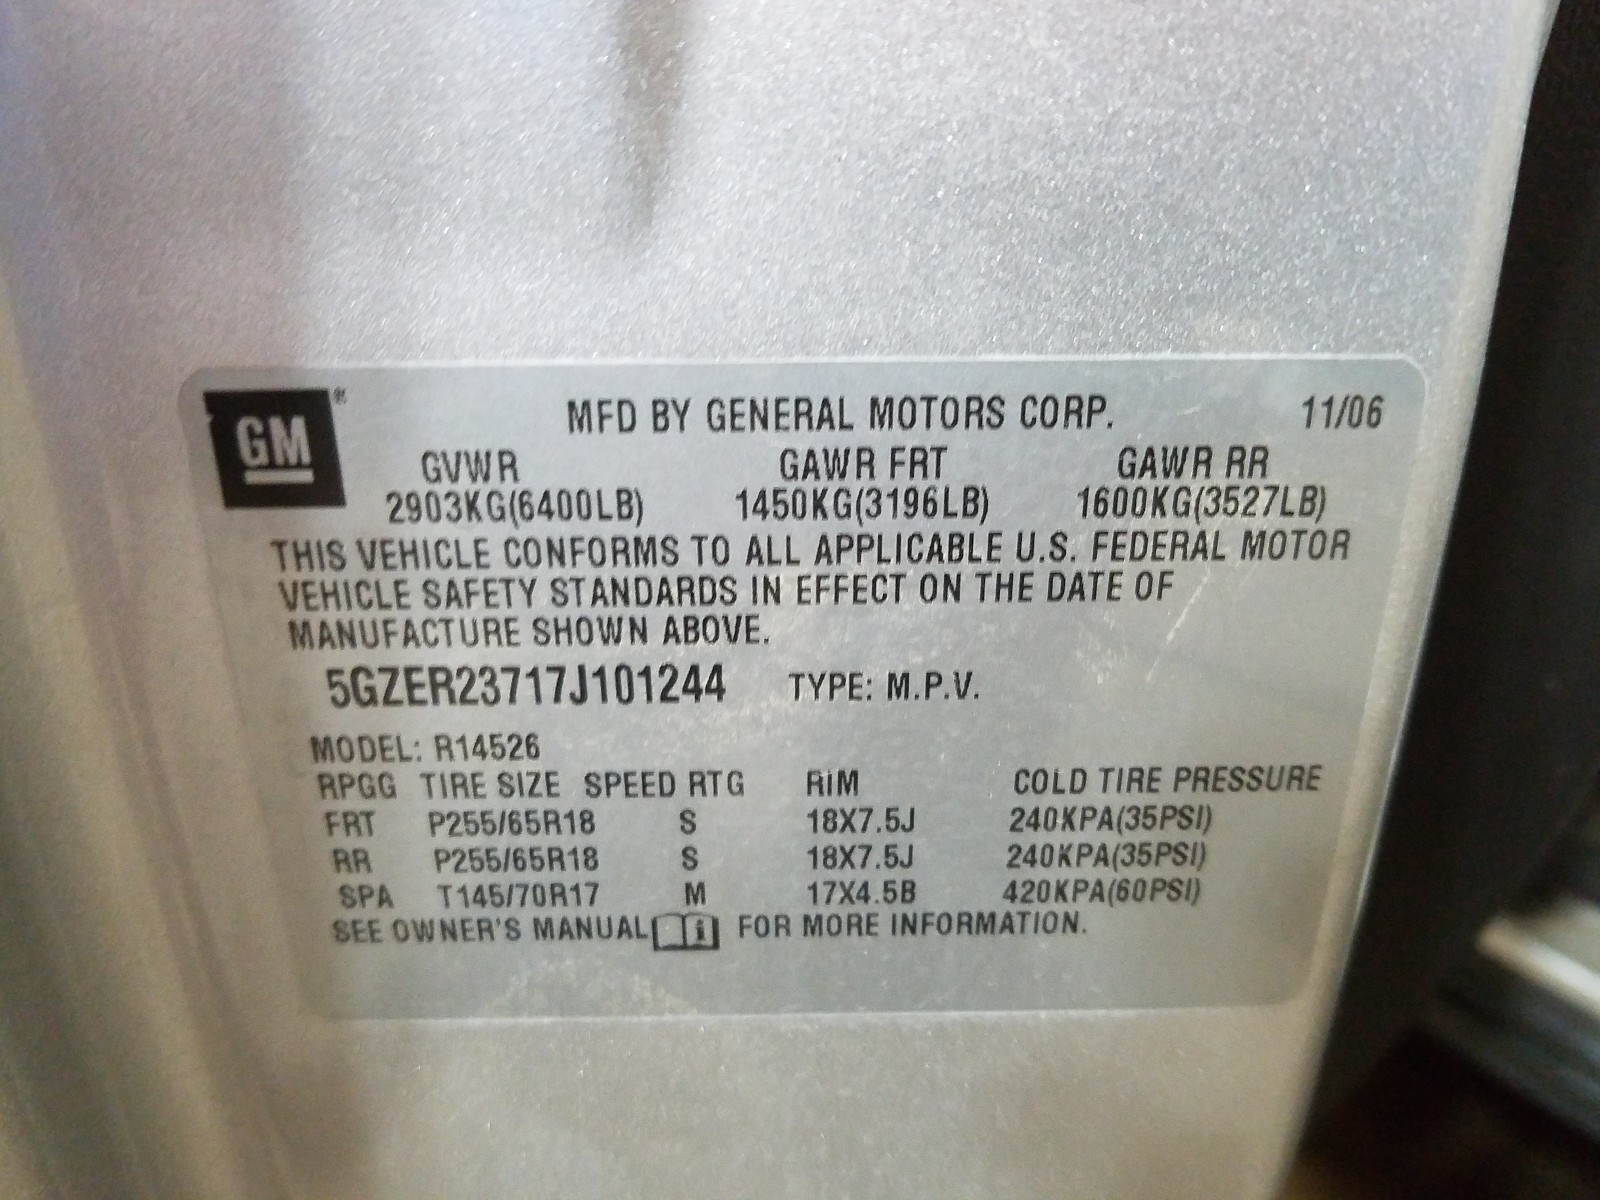 GM® MFD BY GENERAL MOTORS CORP. 11/06
GVWR GAWR FRT GAWR RR
2903KG(6400LB) 1450KG(3196LB) 1600KG(3527LB)
THIS VEHICLE CONFORMS TO ALL APPLICABLE U.S. FEDERAL MOTOR
VEHICLE SAFETY STANDARDS IN EFFECT ON THE DATE OF
MANUFACTURE SHOWN ABOVE.
5GZER23717J101244 TYPE: M.P.V.
MODEL: R14526
RPGG TIRE SIZE SPEED RTG RIM COLD TIRE PRESSURE
FRT P255/65R18 S 18X7.5J 240KPA(35PSI)
RR P255/65R18 S 18X7.5J 240KPA(35PSI)
SPA T145/70R17 M 17X4.5B 420KPA(60PSI)
SEE OWNER'S MANUAL i FOR MORE INFORMATION.